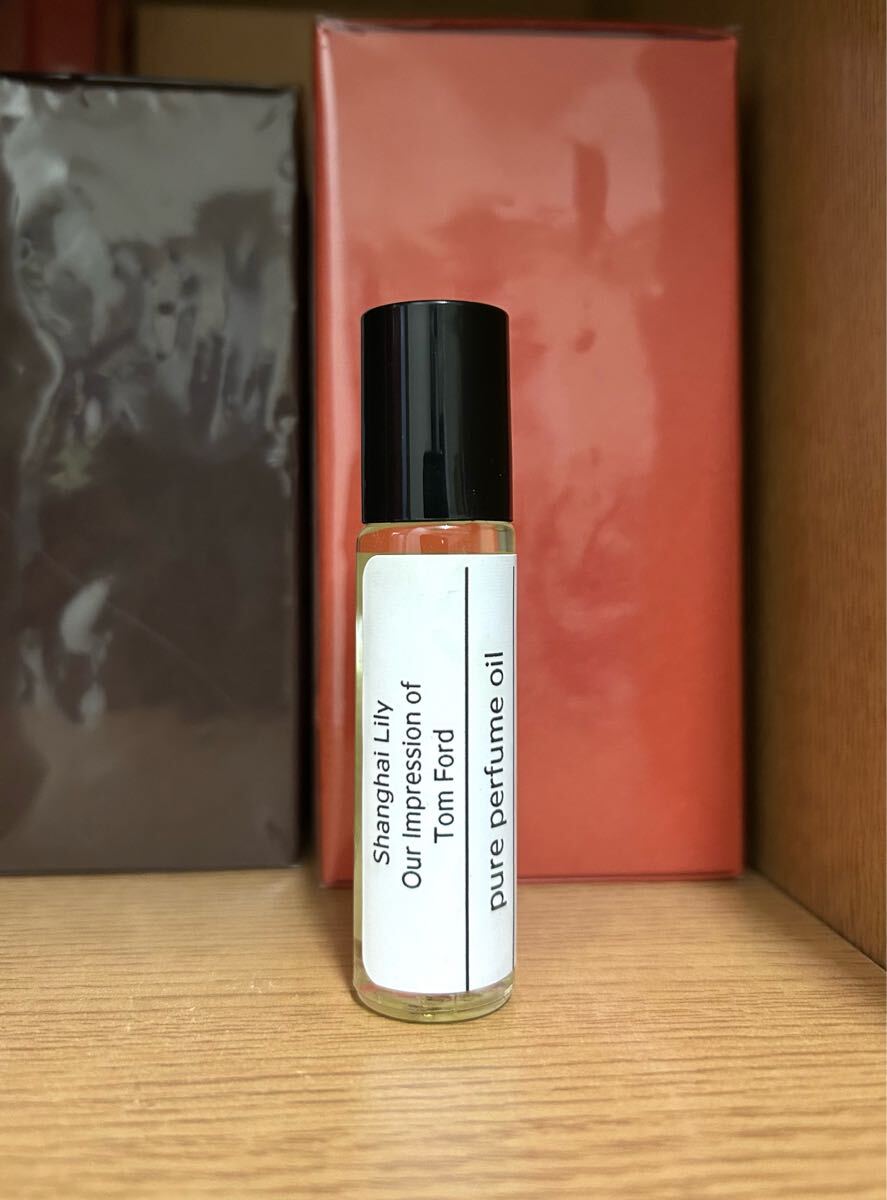 Shanghai Lily
Our Impression of
Tom Ford
pure perfume oil